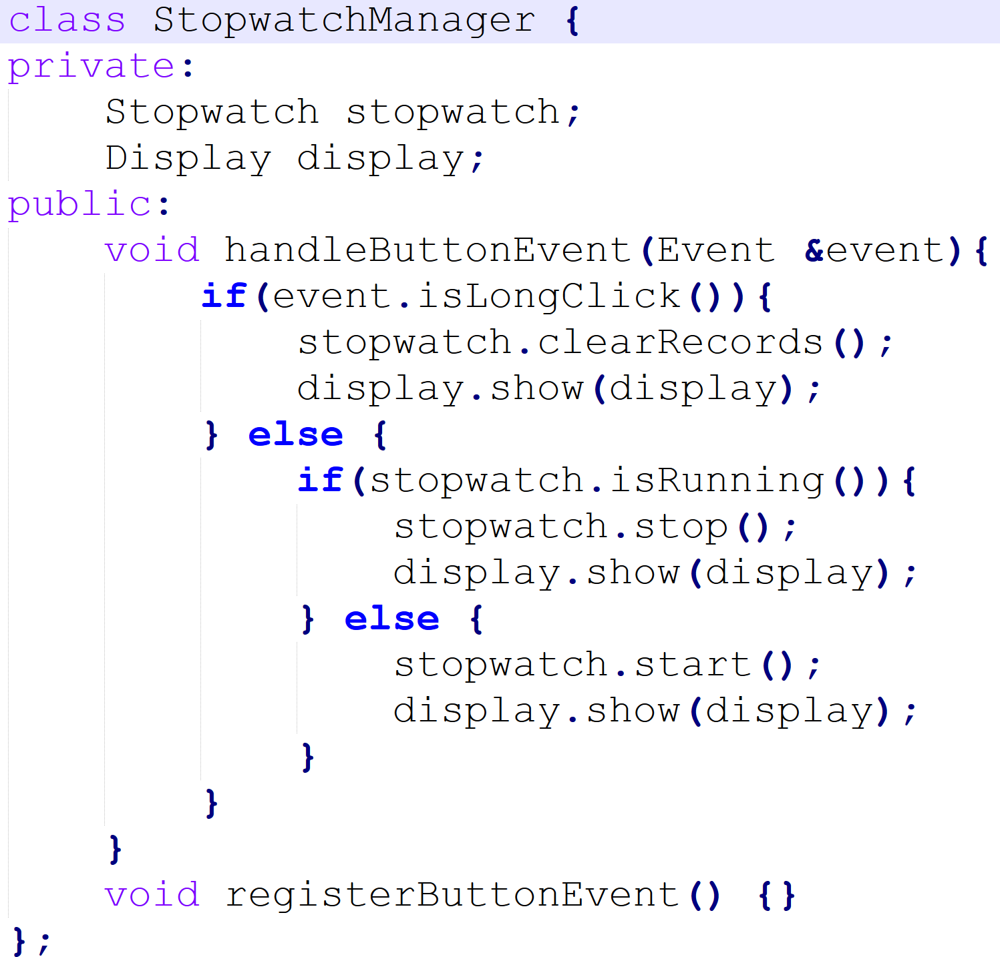 class StopwatchManager {
private:
    Stopwatch stopwatch;
    Display display;
public:
    void handleButtonEvent(Event &event){
        if(event.isLongClick()){
            stopwatch.clearRecords();
            display.show(display);
        } else {
            if(stopwatch.isRunning()){
                stopwatch.stop();
                display.show(display);
            } else {
                stopwatch.start();
                display.show(display);
            }
        }
    }
    void registerButtonEvent() {}
};